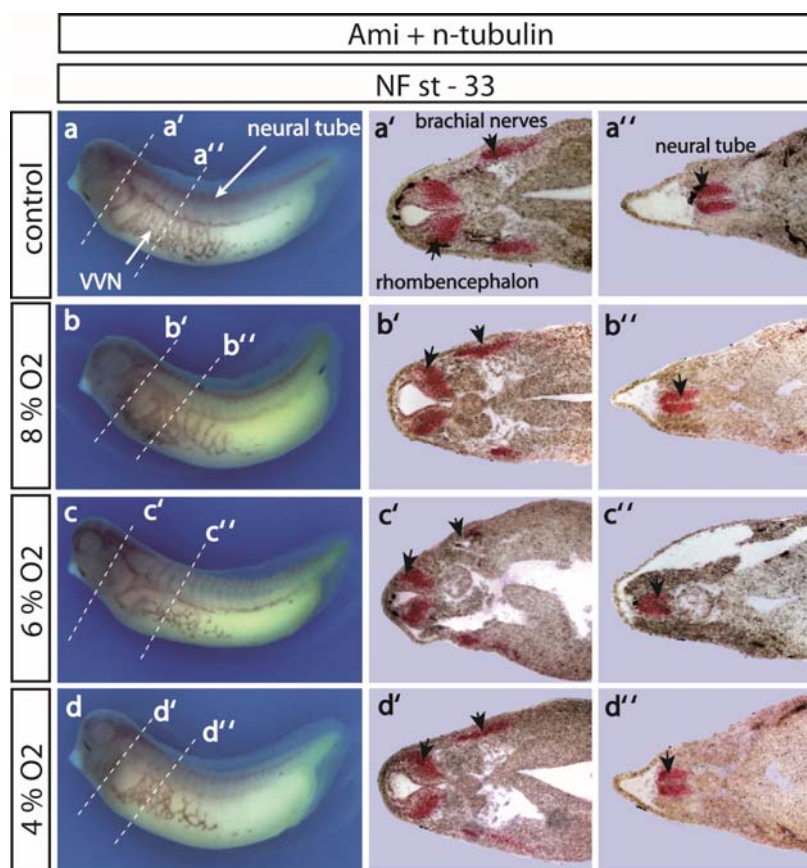 Ami + n-tubulin
NF st - 33
control
a
a'
a''
neural tube
VVN
a'
brachial nerves
rhombencephalon
a''
neural tube
8 % O2
b
b'
b''
b'
b''
6 % O2
c
c'
c''
c'
c''
4 % O2
d
d'
d''
d'
d''